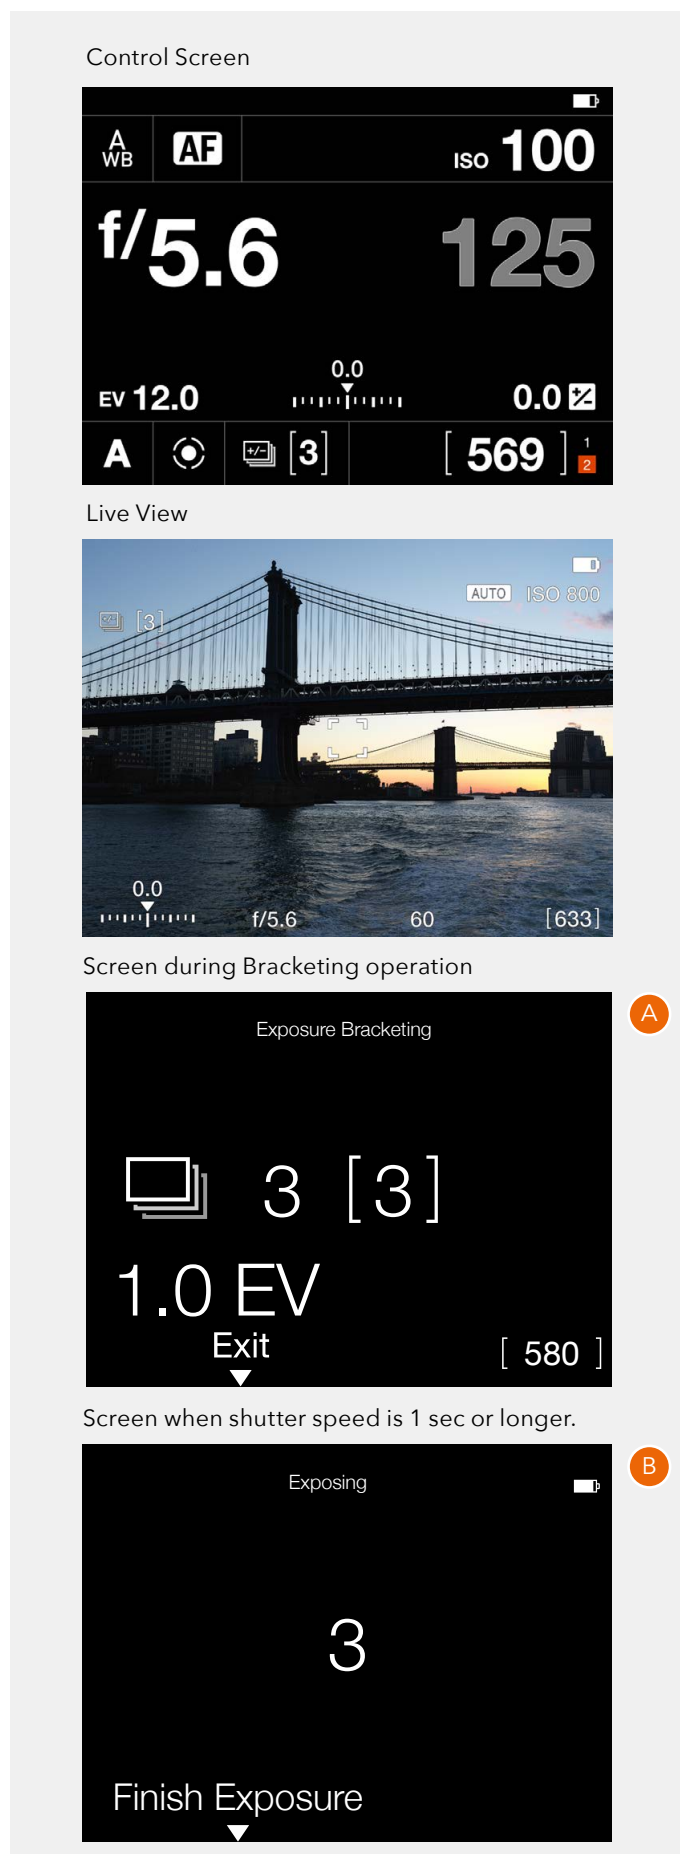 Control Screen
A
WB
AF
ISO 100
f/5.6
125
0.0
EV 12.0
0.0 +/-
A
+/- [3]
[ 569 ]
1
2
Live View
AUTO ISO 800
+/- [3]
0.0
f/5.6
60
[633]
Screen during Bracketing operation
A
Exposure Bracketing
3 [3]
1.0 EV
Exit
[ 580 ]
Screen when shutter speed is 1 sec or longer.
B
Exposing
3
Finish Exposure